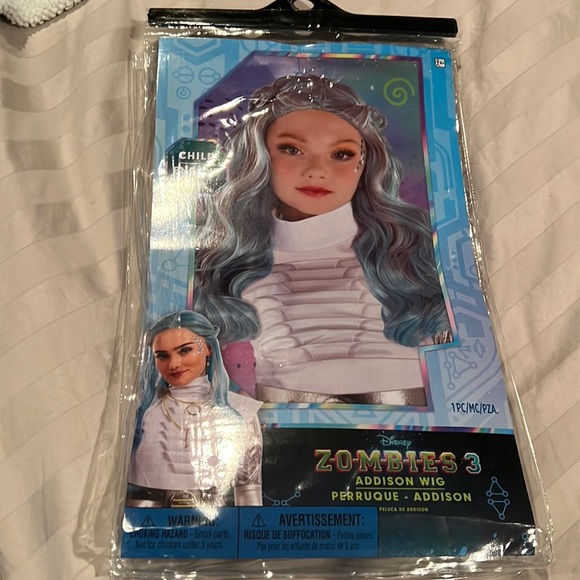 CHILD
1 PC/MC/PZA.
Disney
ZOMBIES 3
ADDISON WIG
PERRUQUE - ADDISON
PELUCA DE ADDISON
WARNING:
CHOKING HAZARD - Small parts.
Not for children under 3 years.
AVERTISSEMENT:
RISQUE DE SUFFOCATION - Petites pièces.
Pas pour les enfants de moins de 3 ans.